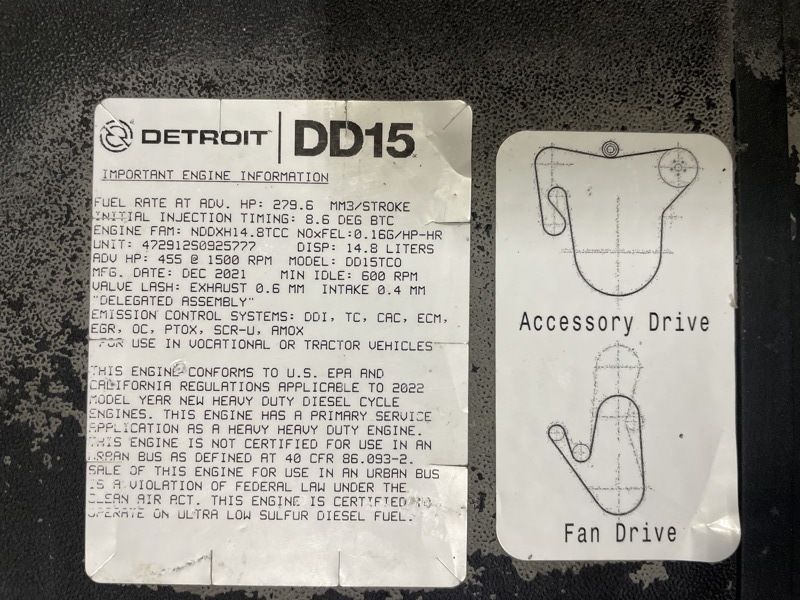 DETROIT DD15
IMPORTANT ENGINE INFORMATION
FUEL RATE AT ADV. HP: 279.6 MM3/STROKE
INITIAL INJECTION TIMING: 8.6 DEG BTC
ENGINE FAM: NDDXH14.8TCC NOxFEL:0.16G/HP-HR
UNIT: 472912S0925777 DISP: 14.8 LITERS
ADV HP: 455 @ 1500 RPM MODEL: DD15TCO
MFG. DATE: DEC 2021 MIN IDLE: 600 RPM
VALVE LASH: EXHAUST 0.6 MM INTAKE 0.4 MM
"DELEGATED ASSEMBLY"
EMISSION CONTROL SYSTEMS: DDI, TC, CAC, ECM,
EGR, OC, PTOX, SCR-U, AMOX
FOR USE IN VOCATIONAL OR TRACTOR VEHICLES
THIS ENGINE CONFORMS TO U.S. EPA AND
CALIFORNIA REGULATIONS APPLICABLE TO 2022
MODEL YEAR NEW HEAVY DUTY DIESEL CYCLE
ENGINES. THIS ENGINE HAS A PRIMARY SERVICE
APPLICATION AS A HEAVY HEAVY DUTY ENGINE.
THIS ENGINE IS NOT CERTIFIED FOR USE IN AN
URBAN BUS AS DEFINED AT 40 CFR 86.093-2.
SALE OF THIS ENGINE FOR USE IN AN URBAN BUS
IS A VIOLATION OF FEDERAL LAW UNDER THE
CLEAN AIR ACT. THIS ENGINE IS CERTIFIED TO
OPERATE ON ULTRA LOW SULFUR DIESEL FUEL.
Accessory Drive
Fan Drive